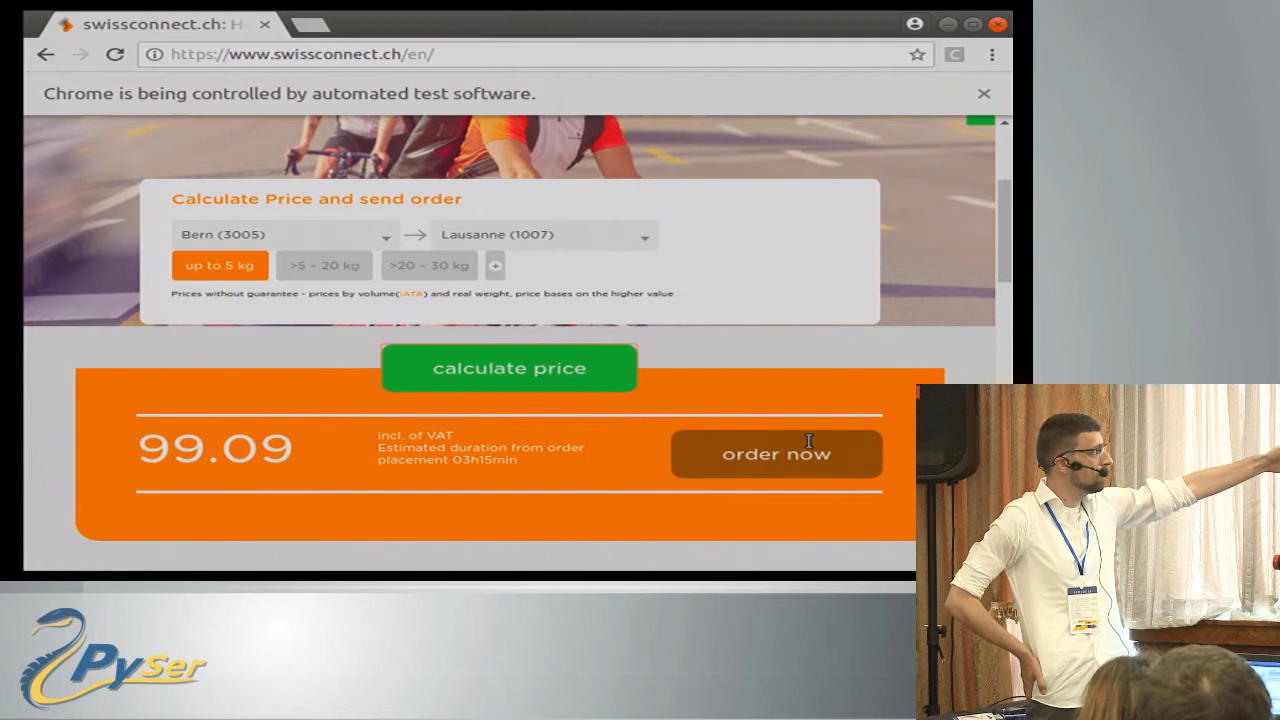 swissconnect.ch: H
https://www.swissconnect.ch/en/
Chrome is being controlled by automated test software.
Calculate Price and send order
Bern (3005)
Lausanne (1007)
up to 5 kg
>5 - 20 kg
>20 - 30 kg
+
Prices without guarantee - prices by volume(IATA) and real weight, price bases on the higher value
calculate price
99.09
incl. of VAT
Estimated duration from order
placement 03h15min
order now
PySer